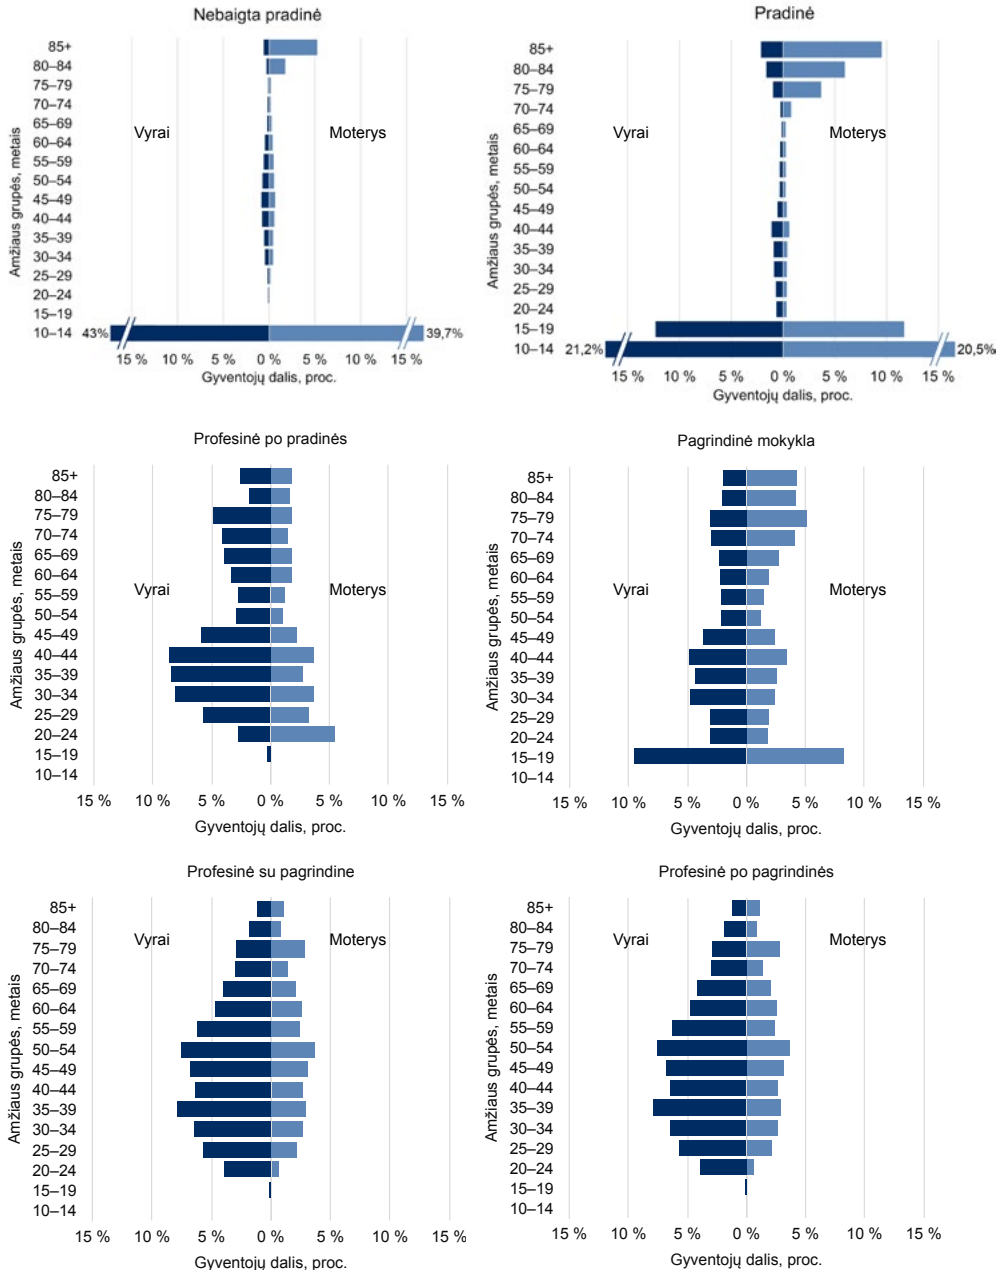 Nebaigta pradinė
Amžiaus grupės, metais
85+
80–84
75–79
70–74
65–69
60–64
55–59
50–54
45–49
40–44
35–39
30–34
25–29
20–24
15–19
10–14
Vyrai
Moterys
43%
39,7%
15 % 10 % 5 % 0 % 5 % 10 % 15 %
Gyventojų dalis, proc.
Pradinė
Amžiaus grupės, metais
85+
80–84
75–79
70–74
65–69
60–64
55–59
50–54
45–49
40–44
35–39
30–34
25–29
20–24
15–19
10–14
Vyrai
Moterys
21,2%
20,5%
15 % 10 % 5 % 0 % 5 % 10 % 15 %
Gyventojų dalis, proc.
Profesinė po pradinės
Amžiaus grupės, metais
85+
80–84
75–79
70–74
65–69
60–64
55–59
50–54
45–49
40–44
35–39
30–34
25–29
20–24
15–19
10–14
Vyrai
Moterys
15 % 10 % 5 % 0 % 5 % 10 % 15 %
Gyventojų dalis, proc.
Pagrindinė mokykla
Amžiaus grupės, metais
85+
80–84
75–79
70–74
65–69
60–64
55–59
50–54
45–49
40–44
35–39
30–34
25–29
20–24
15–19
10–14
Vyrai
Moterys
15 % 10 % 5 % 0 % 5 % 10 % 15 %
Gyventojų dalis, proc.
Profesinė su pagrindine
Amžiaus grupės, metais
85+
80–84
75–79
70–74
65–69
60–64
55–59
50–54
45–49
40–44
35–39
30–34
25–29
20–24
15–19
10–14
Vyrai
Moterys
15 % 10 % 5 % 0 % 5 % 10 % 15 %
Gyventojų dalis, proc.
Profesinė po pagrindinės
Amžiaus grupės, metais
85+
80–84
75–79
70–74
65–69
60–64
55–59
50–54
45–49
40–44
35–39
30–34
25–29
20–24
15–19
10–14
Vyrai
Moterys
15 % 10 % 5 % 0 % 5 % 10 % 15 %
Gyventojų dalis, proc.